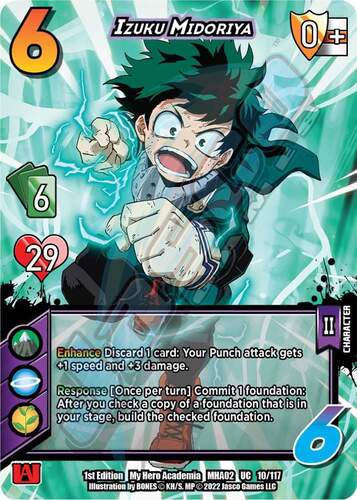 6
Izuku Midoriya
0+
6
29
Enhance Discard 1 card: Your Punch attack gets
+1 speed and +3 damage.
Response [Once per turn] Commit 1 foundation:
After you check a copy of a foundation that is in
your stage, build the checked foundation.
II
CHARACTER
6
1st Edition My Hero Academia MHA02 UC 10/117
Illustration by BONES © KH/S. MP ©2022 Jasco Games LLC